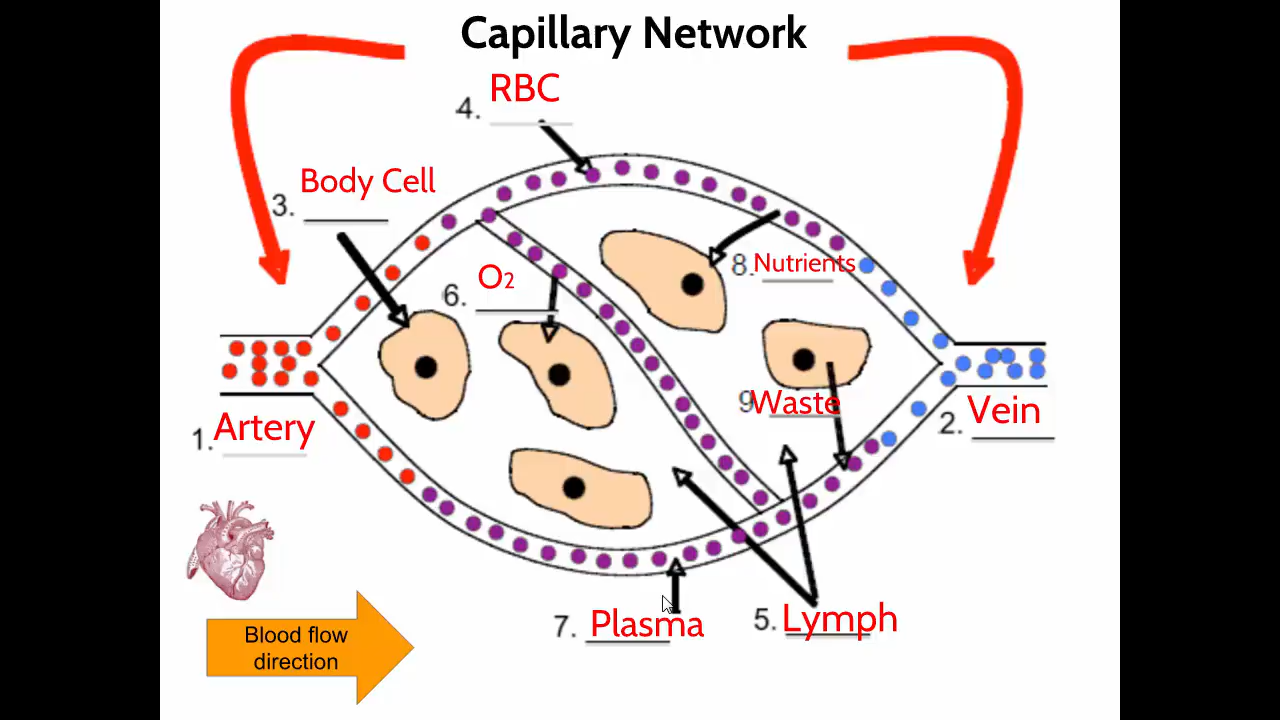 Capillary Network
4. RBC
3. Body Cell
6. O₂
8. Nutrients
9 Waste
1. Artery
2. Vein
7. Plasma
5. Lymph
Blood flow
direction